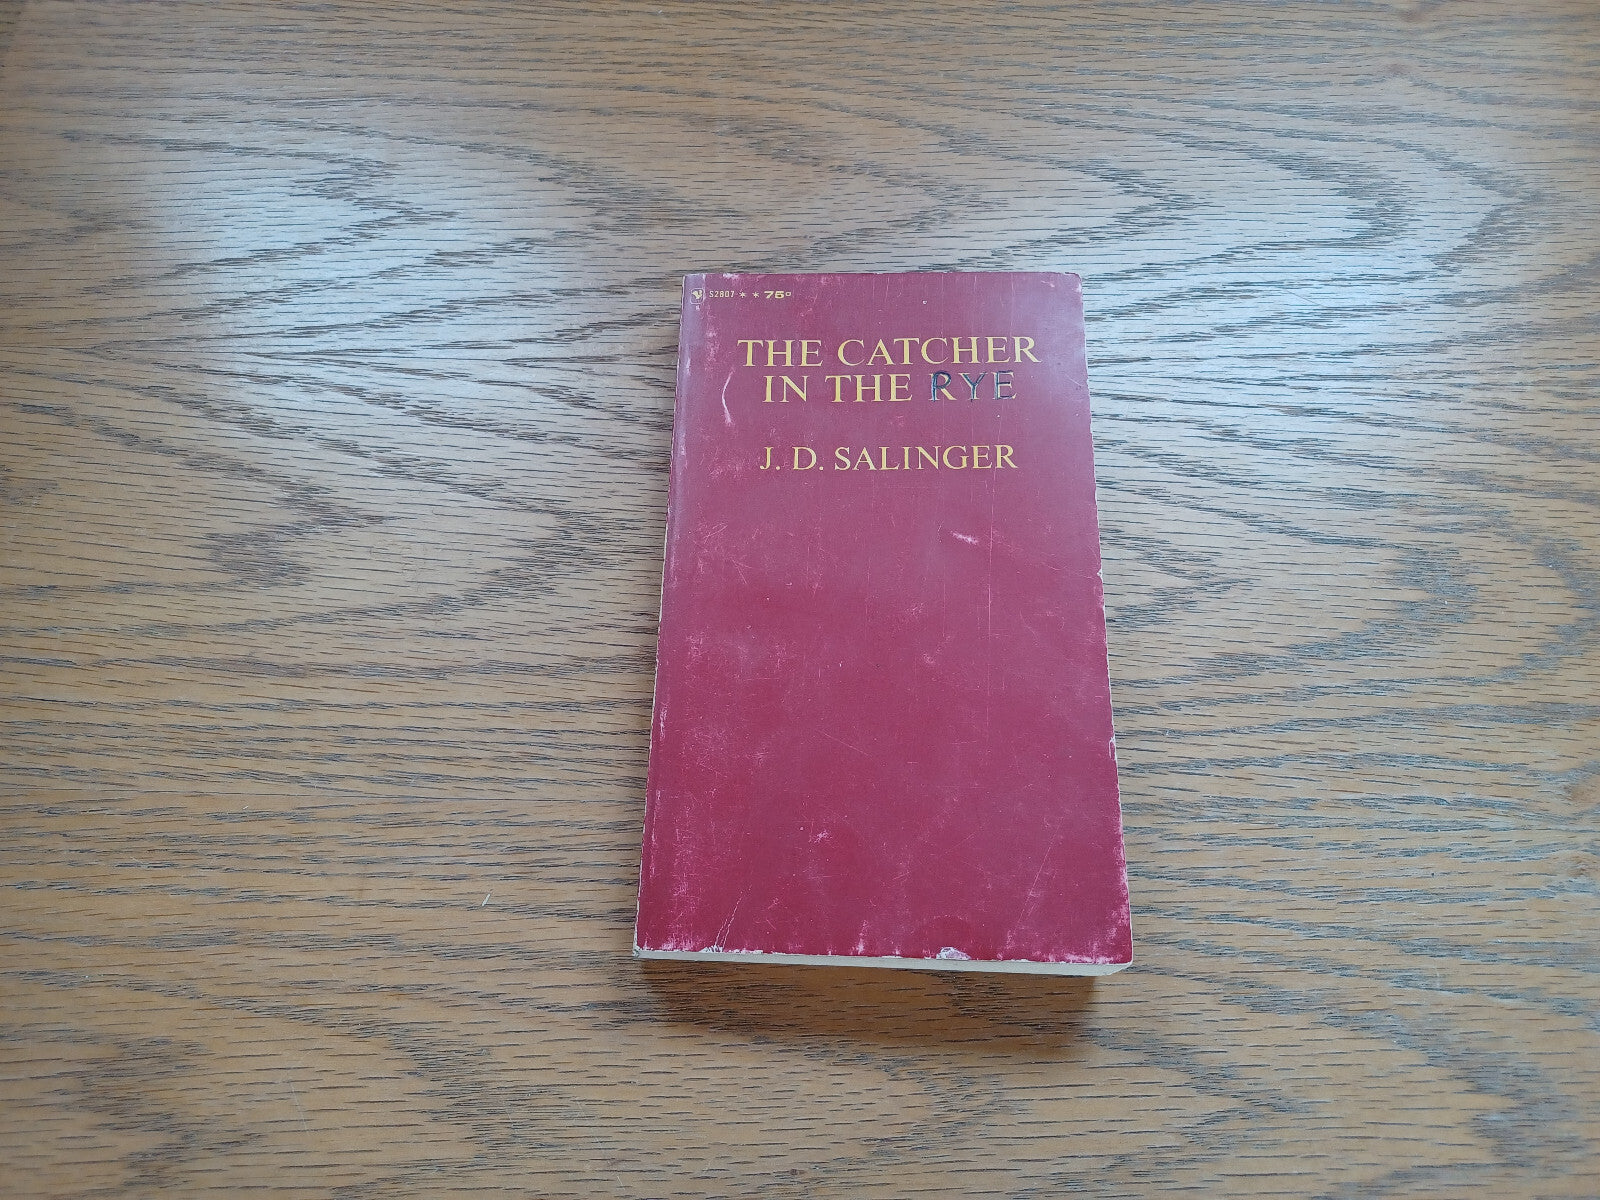 S2807 ★ ★ 75¢
THE CATCHER
IN THE RYE
J. D. SALINGER